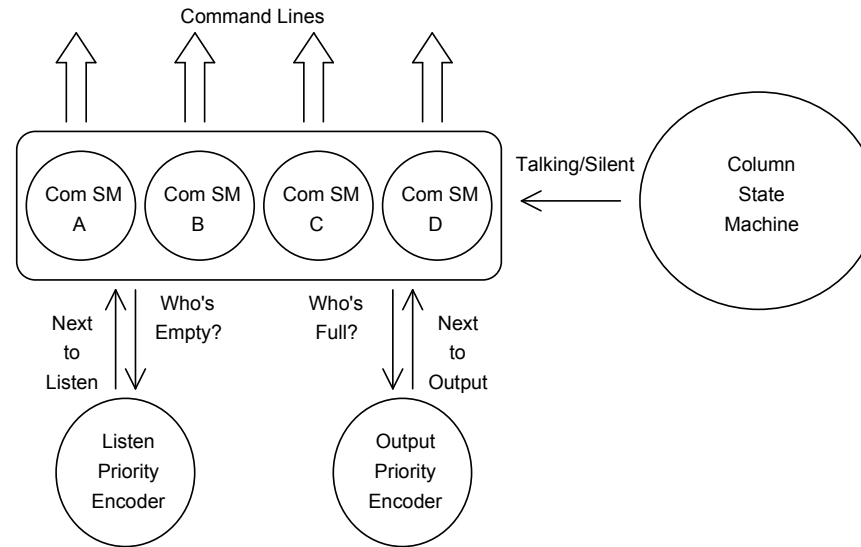 Command Lines
Com SM
A
Com SM
B
Com SM
C
Com SM
D
Talking/Silent
Column
State
Machine
Next
to
Listen
Who's
Empty?
Who's
Full?
Next
to
Output
Listen
Priority
Encoder
Output
Priority
Encoder